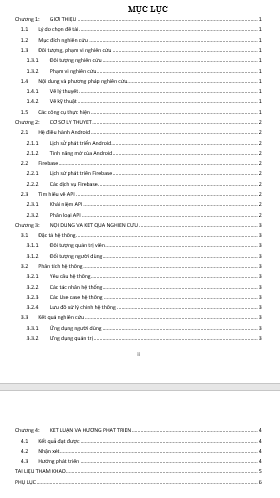 MỤC LỤC
Chương 1: GIỚI THIỆU 1
1.1 Lý do chọn đề tài 1
1.2 Mục đích nghiên cứu 1
1.3 Đối tượng, phạm vi nghiên cứu 1
1.3.1 Đối tượng nghiên cứu 1
1.3.2 Phạm vi nghiên cứu 1
1.4 Nội dung và phương pháp nghiên cứu 1
1.4.1 Về lý thuyết 1
1.4.2 Về kỹ thuật 1
1.5 Các công cụ thực hiện 1
Chương 2: CƠ SỞ LÝ THUYẾT 2
2.1 Hệ điều hành Android 2
2.1.1 Lịch sử phát triển Android 2
2.1.2 Tính năng mở của Android 2
2.2 Firebase 2
2.2.1 Lịch sử phát triển Firebase 2
2.2.2 Các dịch vụ Firebase 2
2.3 Tìm hiểu về API 2
2.3.1 Khái niệm API 2
2.3.2 Phân loại API 2
Chương 3: NỘI DUNG VÀ KẾT QUẢ NGHIÊN CỨU 3
3.1 Đặc tả hệ thống 3
3.1.1 Đối tượng quản trị viên 3
3.1.2 Đối tượng người dùng 3
3.2 Phân tích hệ thống 3
3.2.1 Yêu cầu hệ thống 3
3.2.2 Các tác nhân hệ thống 3
3.2.3 Các Use case hệ thống 3
3.2.4 Lưu đồ xử lý chính hệ thống 3
3.3 Kết quả nghiên cứu 3
3.3.1 Ứng dụng người dùng 3
3.3.2 Ứng dụng quản trị 3
Chương 4: KẾT LUẬN VÀ HƯỚNG PHÁT TRIỂN 4
4.1 Kết quả đạt được 4
4.2 Nhận xét 4
4.3 Hướng phát triển 4
TÀI LIỆU THAM KHẢO 5
PHỤ LỤC 6